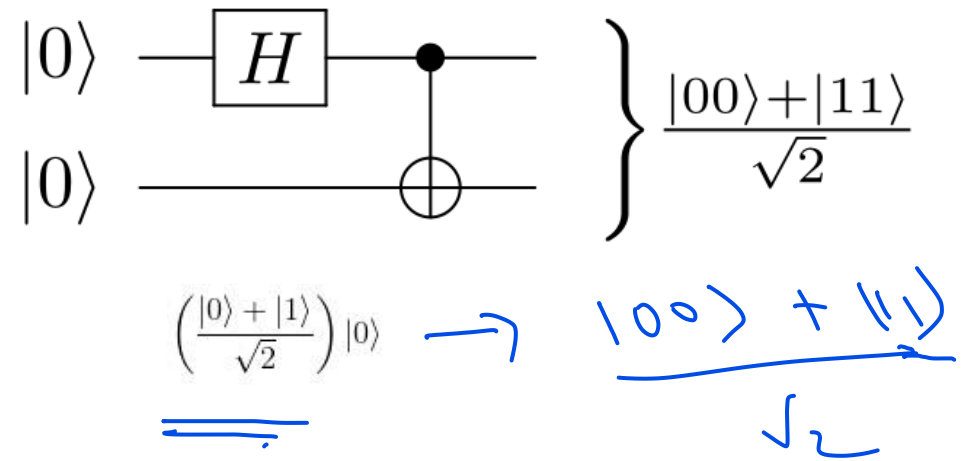 |0⟩ H
|0⟩
|00⟩+|11⟩
√2
(|0⟩ + |1⟩ / √2) |0⟩ → |00⟩ + |11⟩
√2